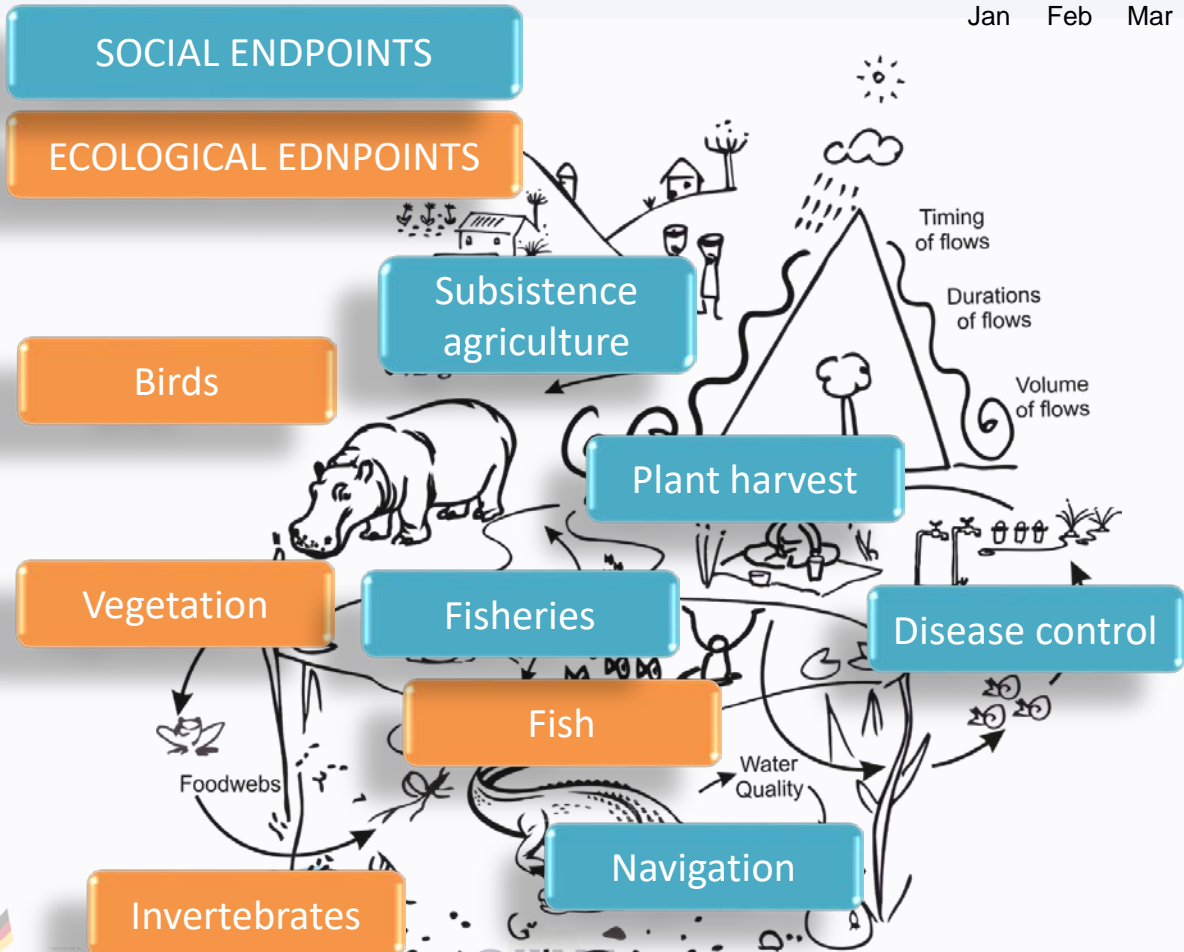 Jan Feb Mar
SOCIAL ENDPOINTS
ECOLOGICAL EDNPOINTS
Timing
of flows
Subsistence
agriculture
Durations
of flows
Birds
Volume
of flows
Plant harvest
Vegetation
Fisheries
Disease control
Fish
Water
Quality
Foodwebs
Navigation
Invertebrates